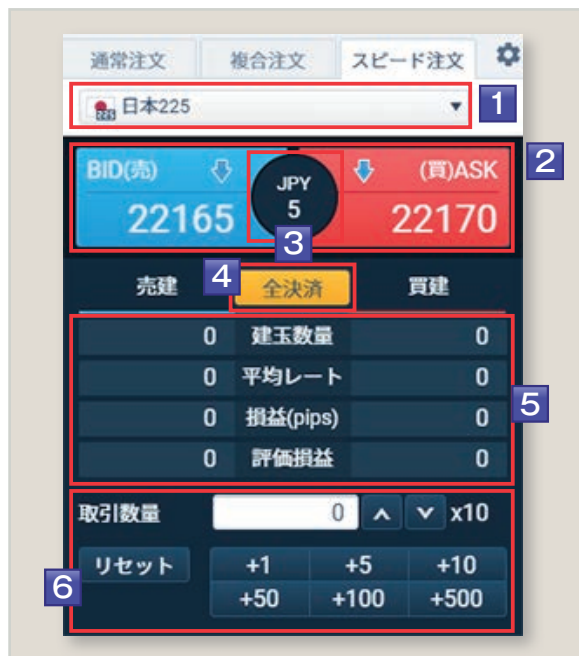 通常注文 複合注文 スピード注文
225 日本225 1
2
BID(売) JPY (買)ASK
22165 5 22170
3
4
売建 全決済 買建
0 建玉数量 0
0 平均レート 0
0 損益(pips) 0
5
0 評価損益 0
取引数量 0 x10
リセット +1 +5 +10
6
+50 +100 +500